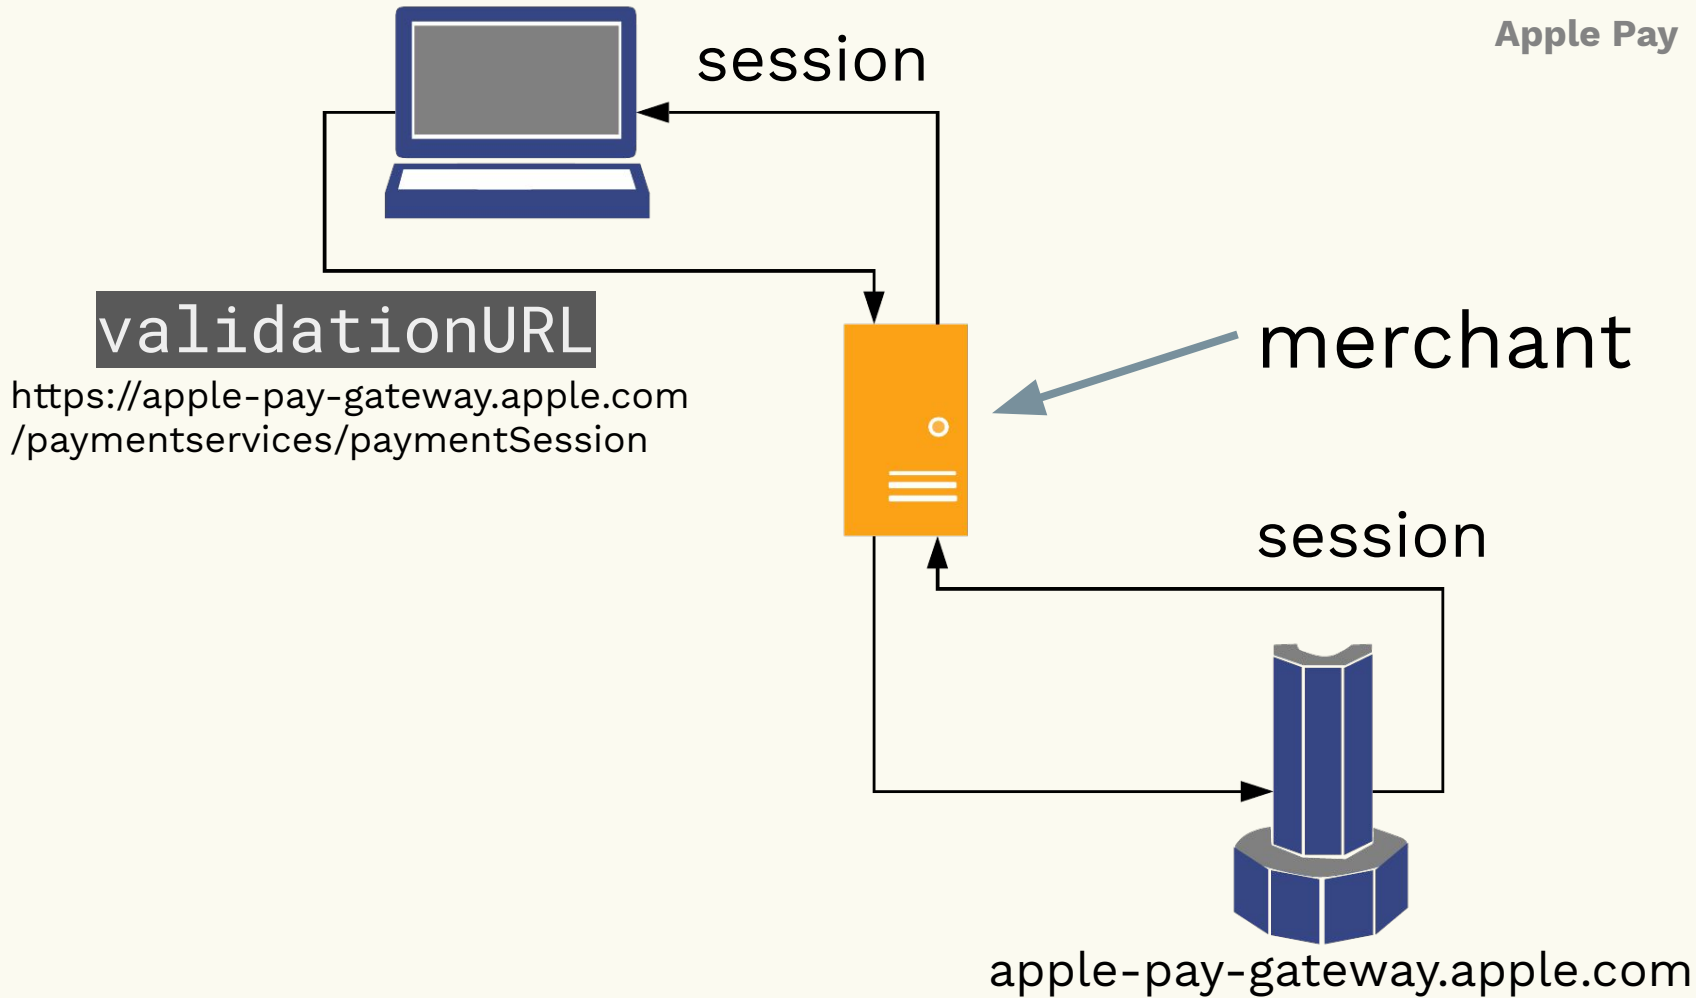 Apple Pay
session
validationURL
https://apple-pay-gateway.apple.com
/paymentservices/paymentSession
merchant
session
apple-pay-gateway.apple.com